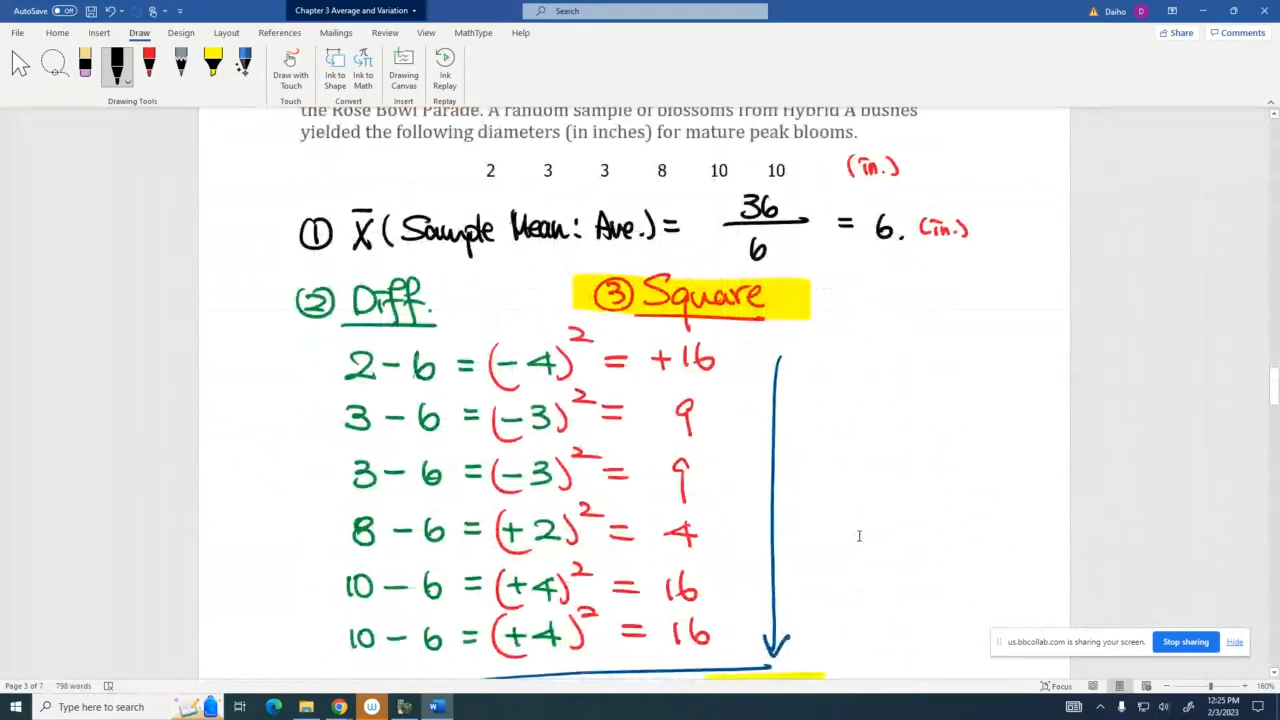 AutoSave Off Chapter 3 Average and Variation Search Daiho D
File Home Insert Draw Design Layout References Mailings Review View MathType Help Share Comments
Draw with Touch Ink to Shape Ink to Math Drawing Canvas Ink Replay
Drawing Tools Touch Convert Insert Replay
the Rose Bowl Parade. A random sample of blossoms from Hybrid A bushes
yielded the following diameters (in inches) for mature peak blooms.
2 3 3 8 10 10 (in.)
① x̄ (Sample Mean: Ave.) = 36/6 = 6. (in.)
② Diff. ③ Square
2 - 6 = (-4)² = +16
3 - 6 = (-3)² = 9
3 - 6 = (-3)² = 9
8 - 6 = (+2)² = 4
10 - 6 = (+4)² = 16
10 - 6 = (+4)² = 16
us.bbcollab.com is sharing your screen. Stop sharing Hide
Page 3 of 7 798 words Focus 160%
Type here to search 12:25 PM
2/3/2023